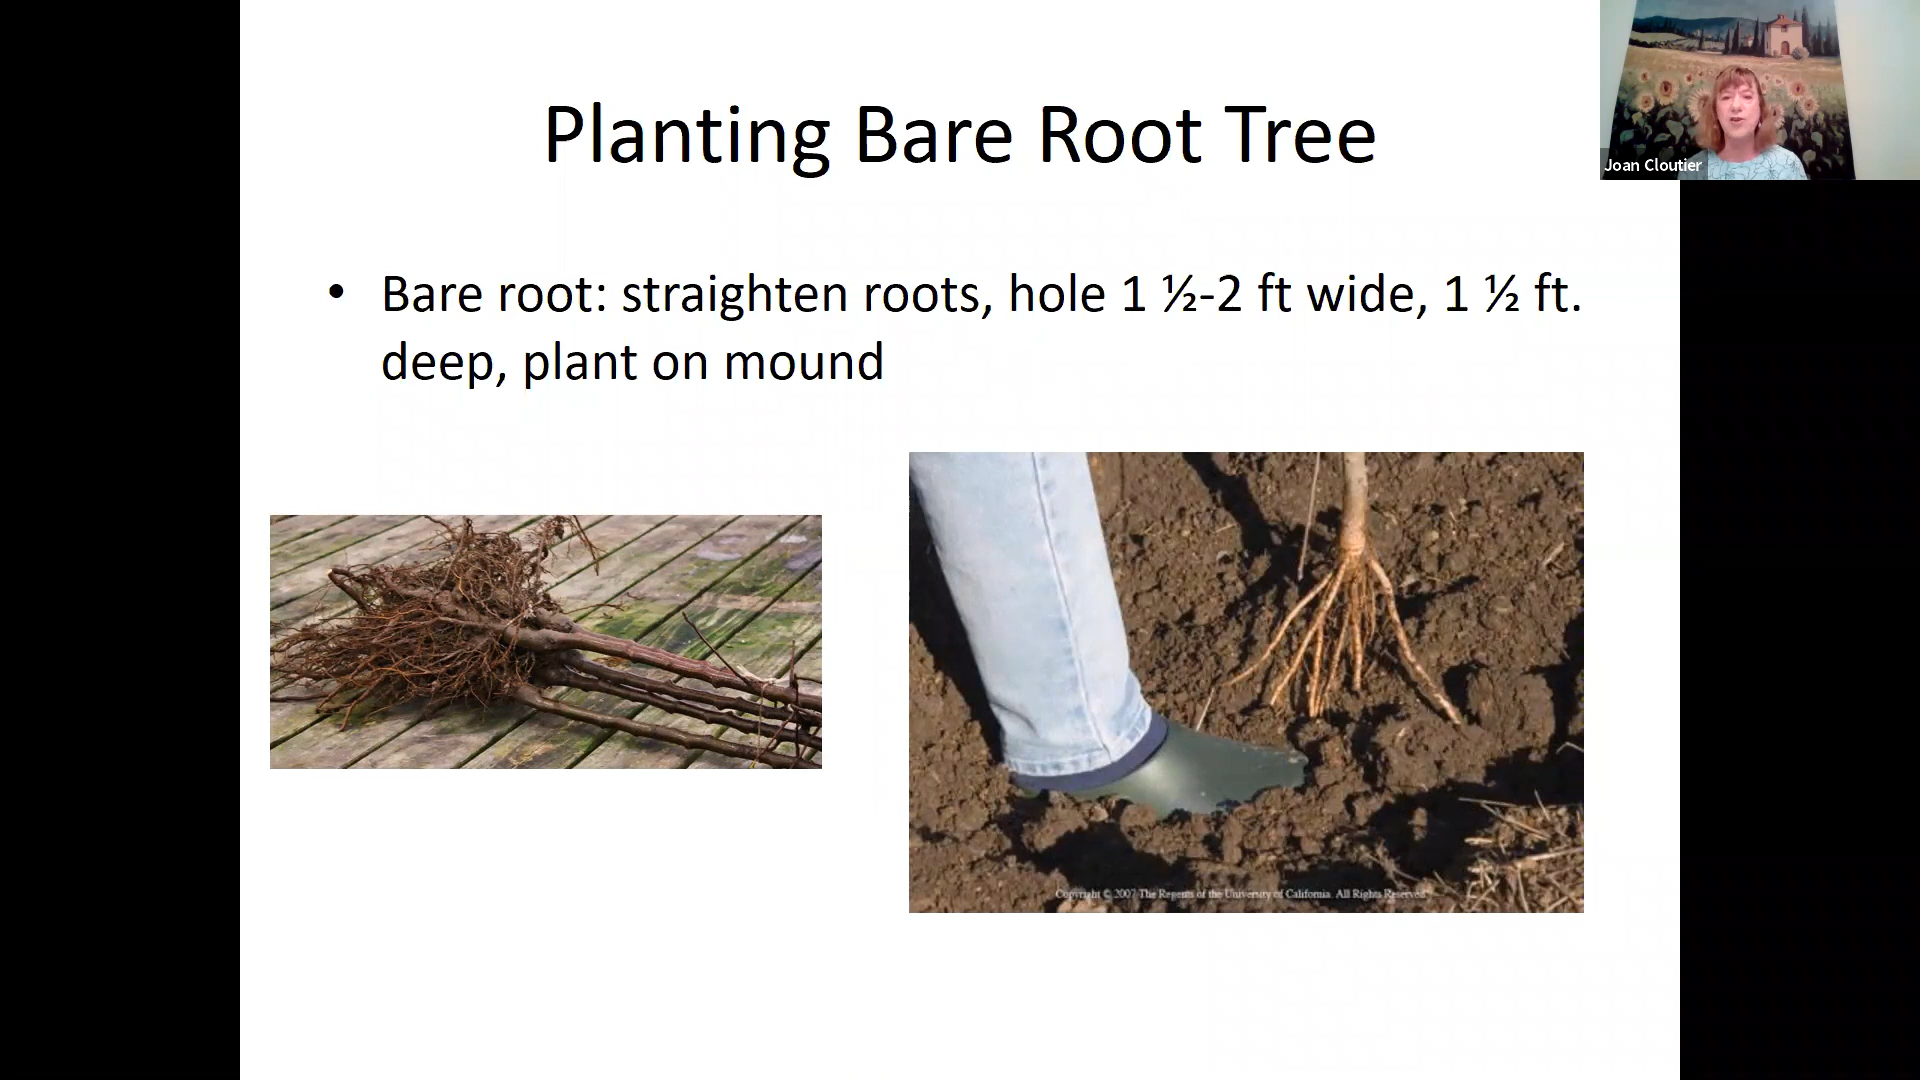 Planting Bare Root Tree
Joan Cloutier
• Bare root: straighten roots, hole 1 ½-2 ft wide, 1 ½ ft.
deep, plant on mound
Copyright © 2007 The Regents of the University of California. All Rights Reserved.